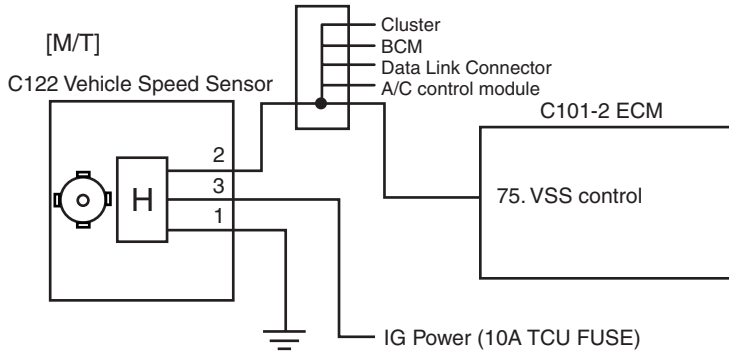 [M/T]
C122 Vehicle Speed Sensor
Cluster
BCM
Data Link Connector
A/C control module
C101-2 ECM
2
3
1
H
75. VSS control
IG Power (10A TCU FUSE)